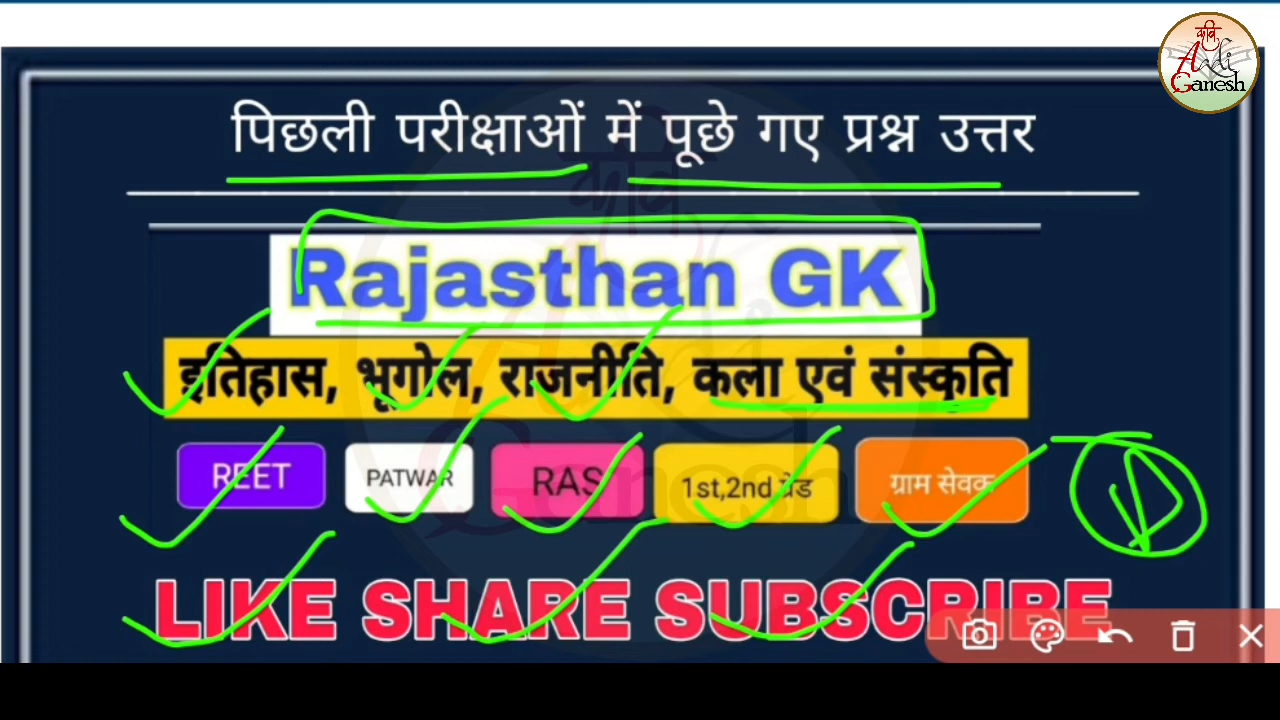 कवि
Aadi
Ganesh
पिछली परीक्षाओं में पूछे गए प्रश्न उत्तर
Rajasthan GK
इतिहास, भूगोल, राजनीति, कला एवं संस्कृति
REET PATWAR RAS 1st,2nd ग्रेड ग्राम सेवक
LIKE SHARE SUBSCRIBE